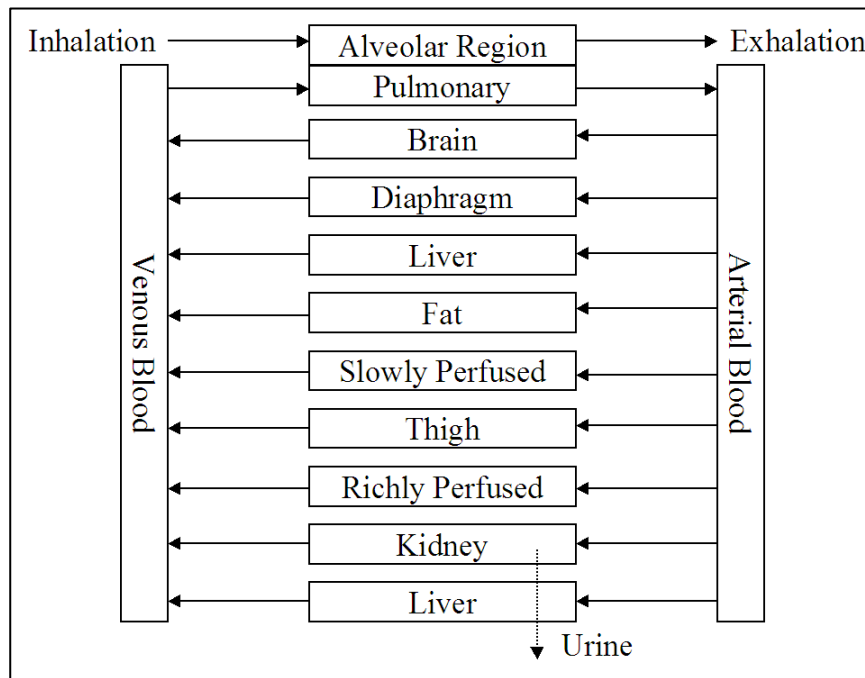 Inhalation
Alveolar Region
Exhalation
Pulmonary
Brain
Diaphragm
Liver
Fat
Slowly Perfused
Thigh
Richly Perfused
Kidney
Liver
Urine
Venous Blood
Arterial Blood